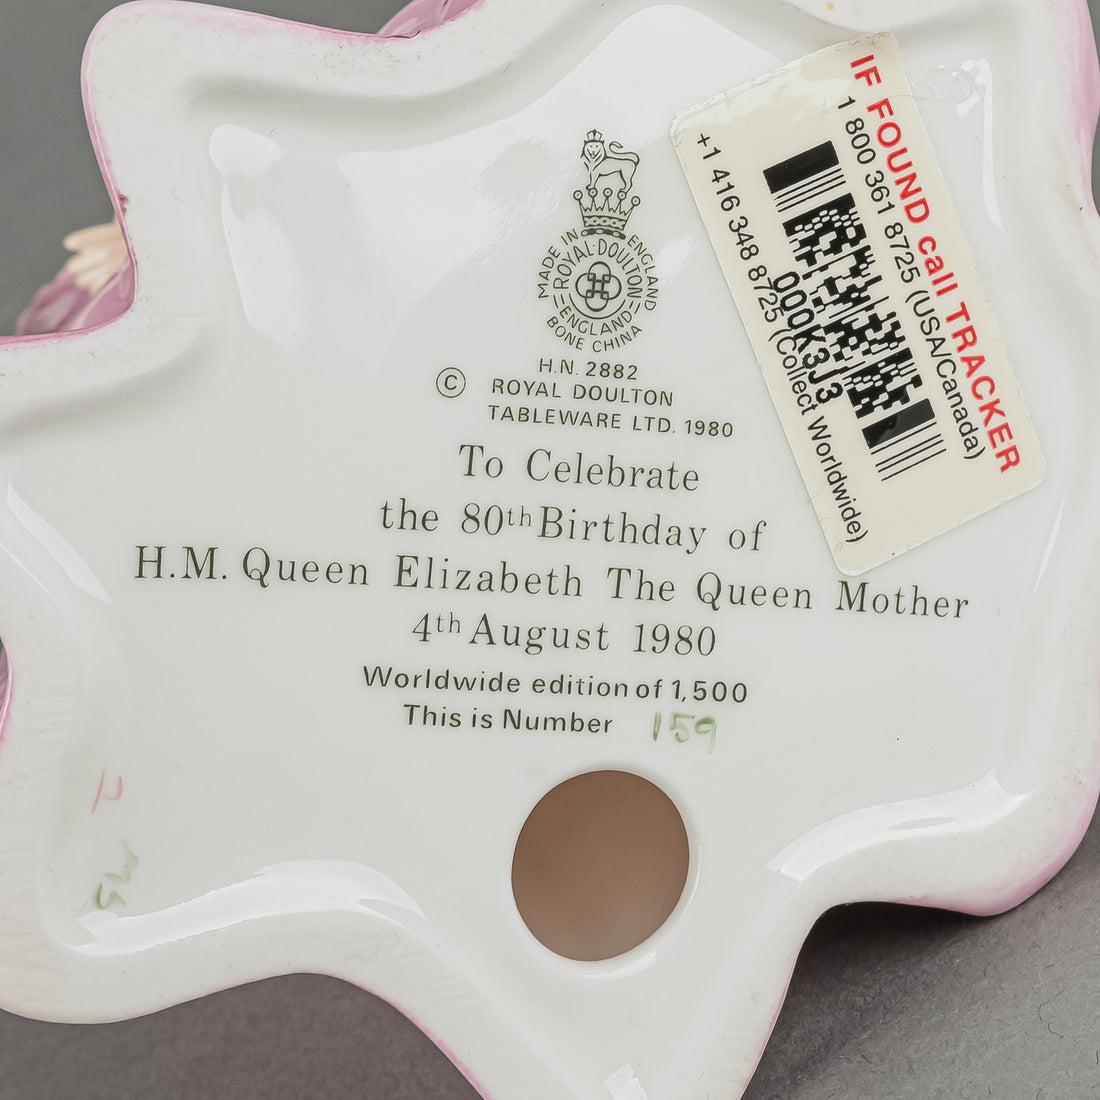 MADE IN ENGLAND
ROYAL·DOULTON
ENGLAND
BONE CHINA
H.N. 2882
© ROYAL DOULTON
TABLEWARE LTD. 1980
To Celebrate
the 80th Birthday of
H.M. Queen Elizabeth The Queen Mother
4th August 1980
Worldwide edition of 1,500
This is Number 159
IF FOUND call TRACKER
1 800 361 8725 (USA/Canada)
000K3J3
+1 416 348 8725 (Collect Worldwide)